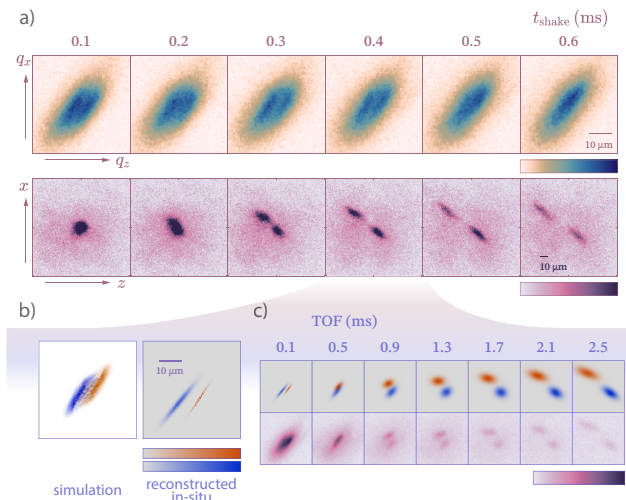 a)
t_shake (ms)
0.1 0.2 0.3 0.4 0.5 0.6
q_x
10 μm
q_z
x
10 μm
z
b)
c)
TOF (ms)
0.1 0.5 0.9 1.3 1.7 2.1 2.5
10 μm
simulation
reconstructed
in-situ